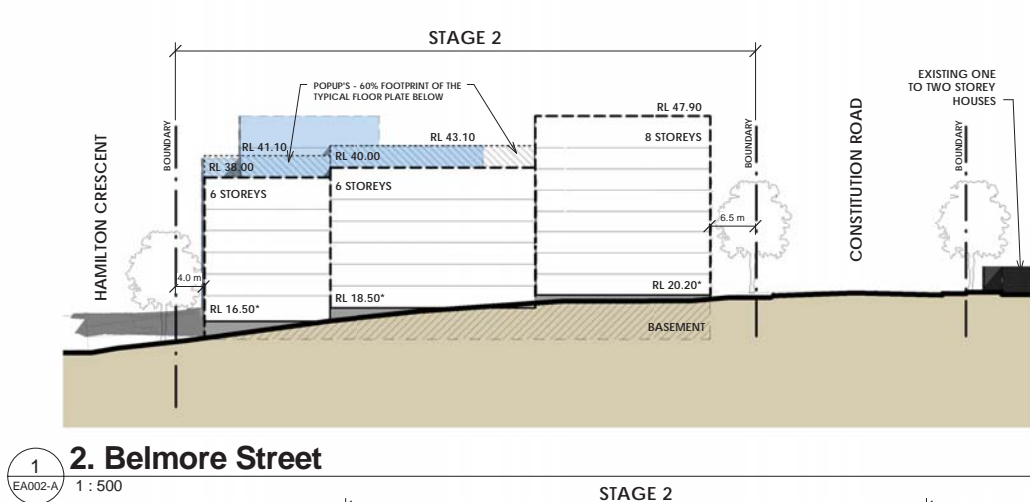 STAGE 2
POPUP'S - 60% FOOTPRINT OF THE
TYPICAL FLOOR PLATE BELOW
EXISTING ONE
TO TWO STOREY
HOUSES
HAMILTON CRESCENT
BOUNDARY
RL 41.10
RL 38.00
6 STOREYS
RL 43.10
RL 40.00
6 STOREYS
RL 47.90
8 STOREYS
BOUNDARY
CONSTITUTION ROAD
BOUNDARY
4.0 m
6.5 m
RL 16.50*
RL 18.50*
RL 20.20*
BASEMENT
1
EA002-A
2. Belmore Street
1 : 500
STAGE 2